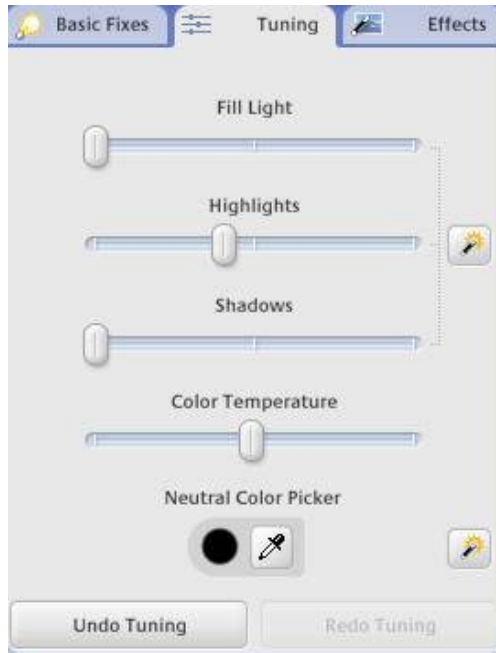 Basic Fixes Tuning Effects
Fill Light
Highlights
Shadows
Color Temperature
Neutral Color Picker
Undo Tuning Redo Tuning